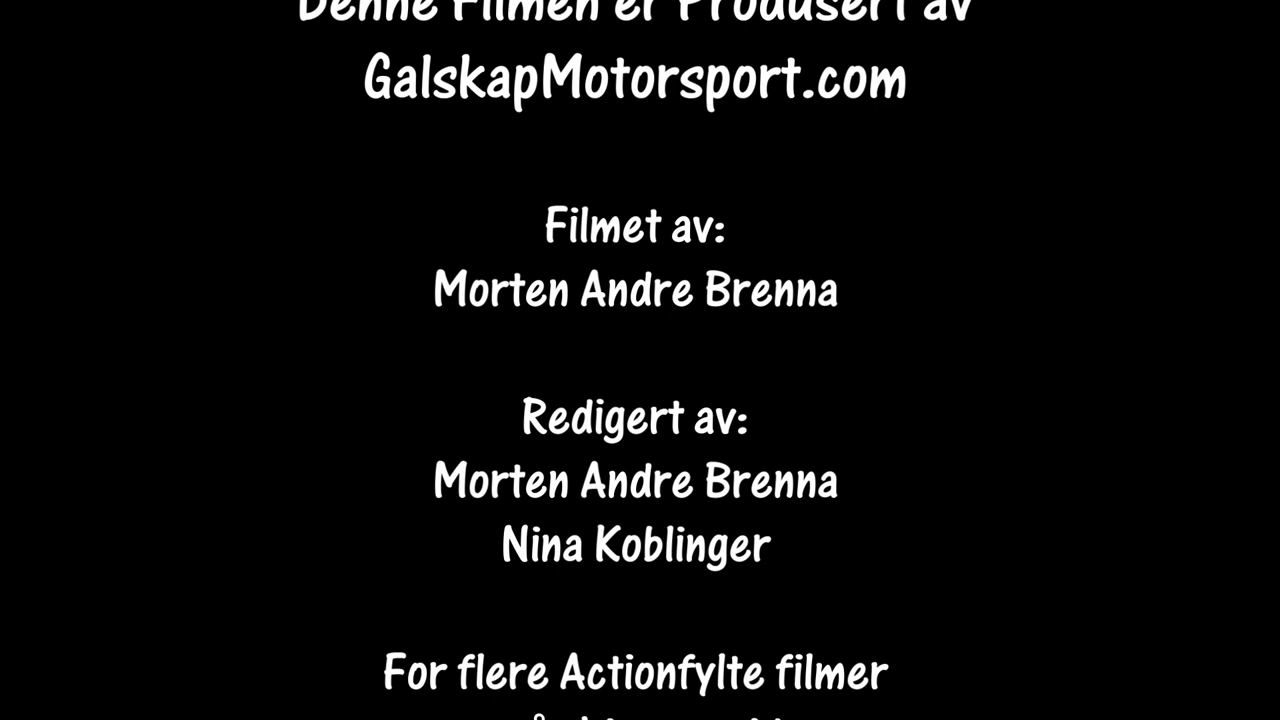 Denne Filmen er Produsert av
GalskapMotorsport.com
Filmet av:
Morten Andre Brenna
Redigert av:
Morten Andre Brenna
Nina Koblinger
For flere Actionfylte filmer